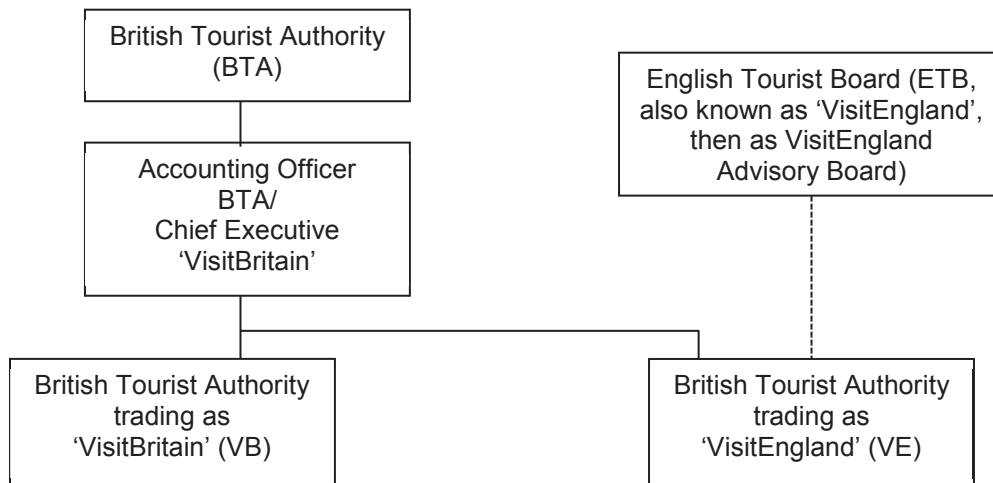 British Tourist Authority
(BTA)
English Tourist Board (ETB,
also known as ‘VisitEngland’,
then as VisitEngland
Advisory Board)
Accounting Officer
BTA/
Chief Executive
‘VisitBritain’
British Tourist Authority
trading as
‘VisitBritain’ (VB)
British Tourist Authority
trading as
‘VisitEngland’ (VE)